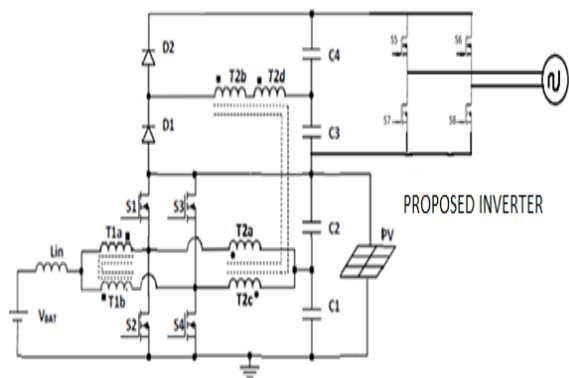 D2
C4
S5
S6
T2b
T2d
D1
C3
S7
S8
S1
S3
PROPOSED INVERTER
T1a
T2a
C2
PV
Lin
T1b
T2c
C1
VBAT
S2
S4